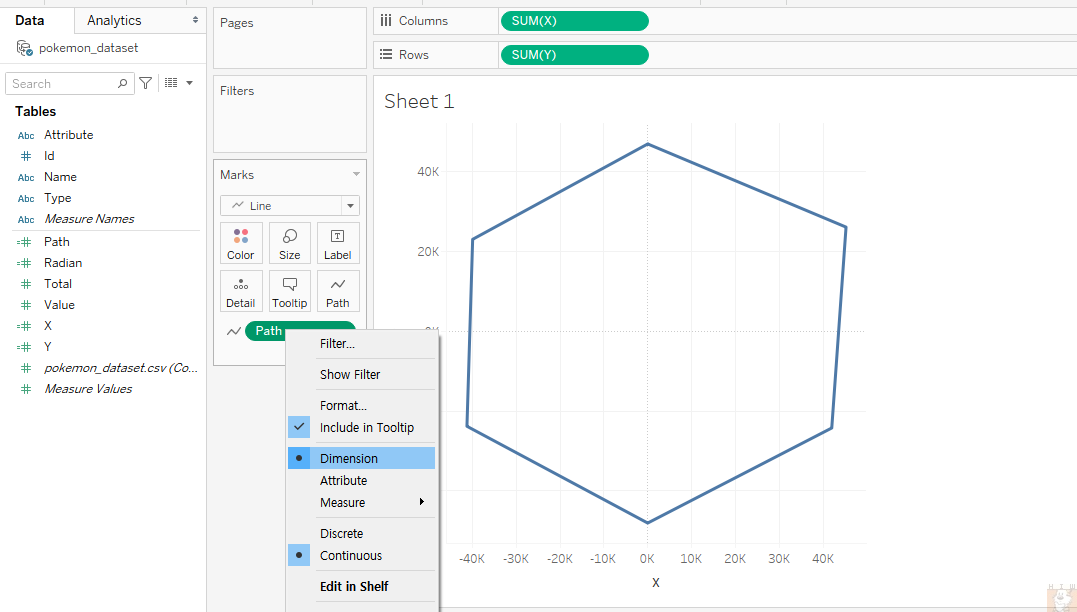 Data
Analytics
pokemon_dataset
Search
Tables
Abc Attribute
Id
Abc Name
Abc Type
Abc Measure Names
Path
Radian
Total
Value
X
Y
pokemon_dataset.csv (Co...
Measure Values
Pages
Filters
Marks
Line
Color Size Label
Detail Tooltip Path
Path
Filter...
Show Filter
Format...
Include in Tooltip
Dimension
Attribute
Measure
Discrete
Continuous
Edit in Shelf
Columns SUM(X)
Rows SUM(Y)
Sheet 1
40K
20K
-40K -30K -20K -10K 0K 10K 20K 30K 40K
X